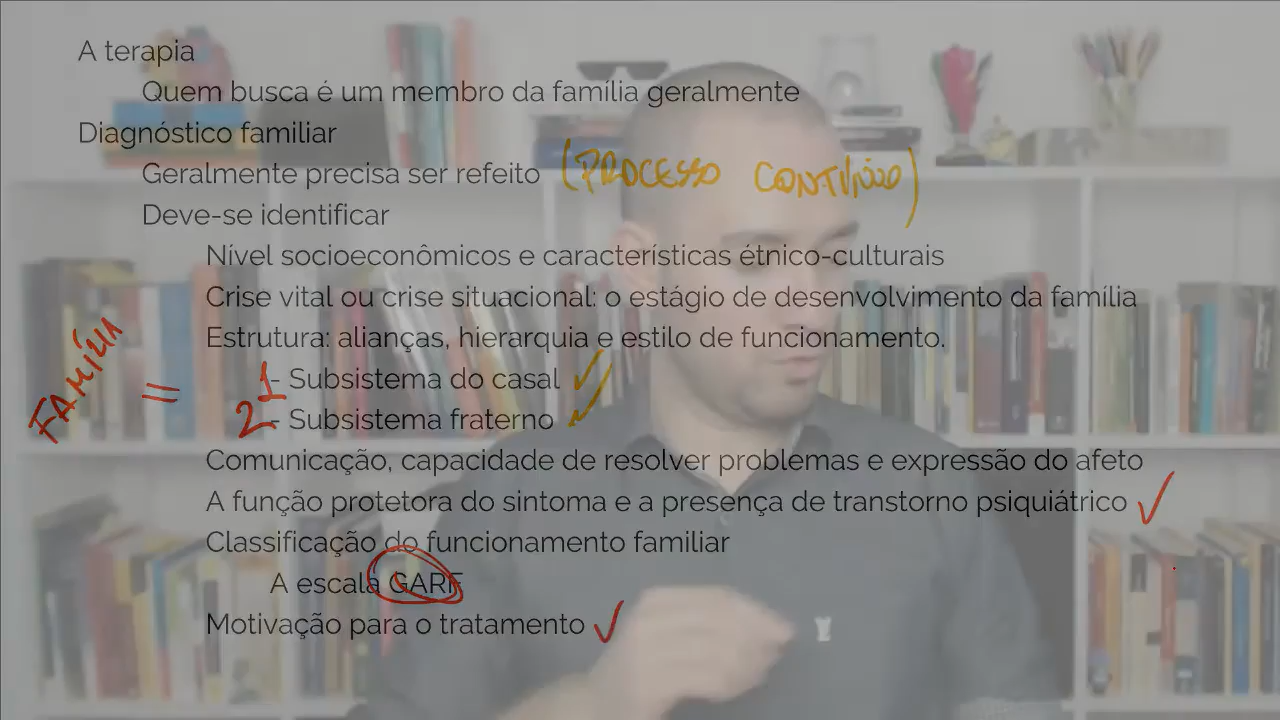 A terapia
Quem busca é um membro da família geralmente
Diagnóstico familiar
Geralmente precisa ser refeito (PROCESSO CONTÍNUO)
Deve-se identificar
Nível socioeconômicos e características étnico-culturais
Crise vital ou crise situacional: o estágio de desenvolvimento da família
Estrutura: alianças, hierarquia e estilo de funcionamento.
FAMÍLIA =
1- Subsistema do casal
2- Subsistema fraterno
Comunicação, capacidade de resolver problemas e expressão do afeto
A função protetora do sintoma e a presença de transtorno psiquiátrico
Classificação do funcionamento familiar
A escala GARF
Motivação para o tratamento